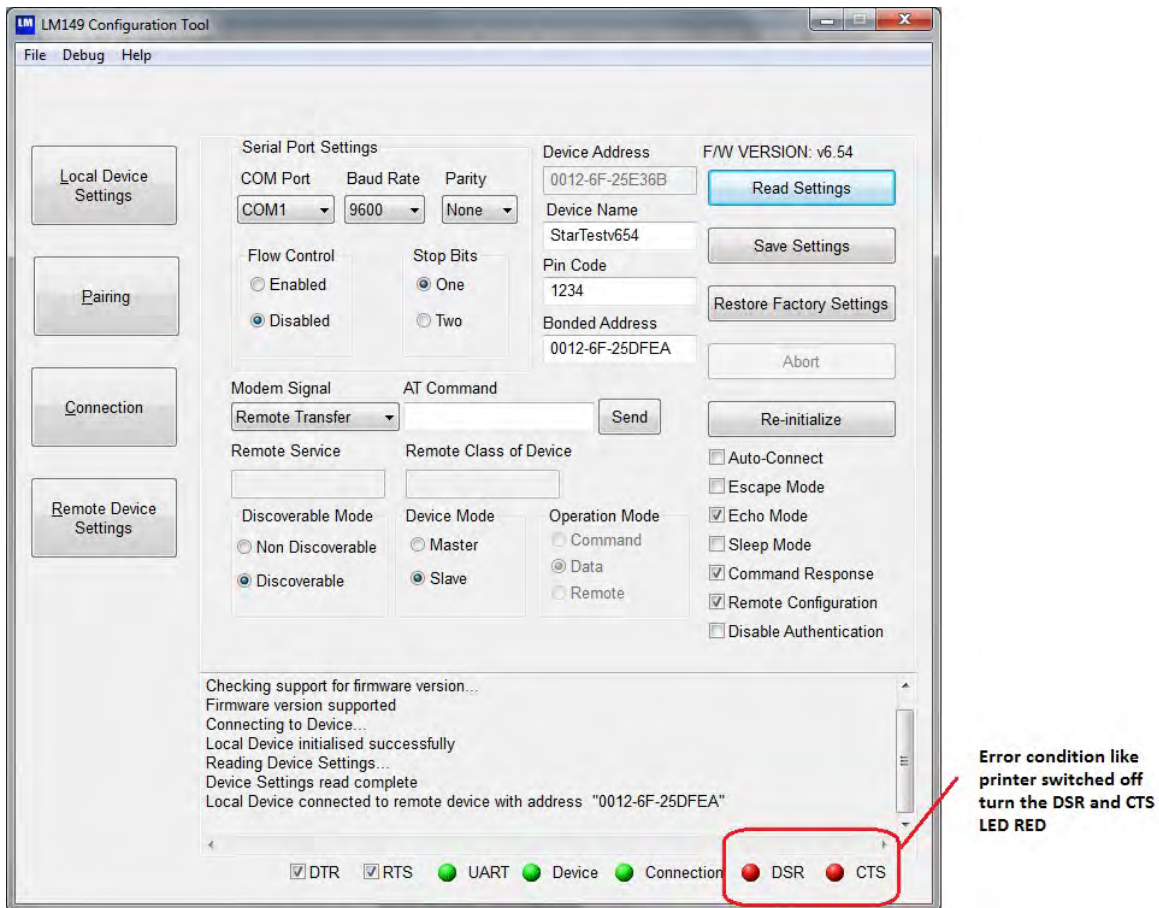 LM LM149 Configuration Tool
File Debug Help
Local Device
Settings
Pairing
Connection
Remote Device
Settings
Serial Port Settings
COM Port Baud Rate Parity
COM1 9600 None
Flow Control
Enabled
Disabled
Stop Bits
One
Two
Device Address
0012-6F-25E36B
Device Name
StarTestv654
Pin Code
1234
Bonded Address
0012-6F-25DFEA
F/W VERSION: v6.54
Read Settings
Save Settings
Restore Factory Settings
Abort
Re-initialize
Modem Signal AT Command
Remote Transfer Send
Remote Service Remote Class of Device
Discoverable Mode
Non Discoverable
Discoverable
Device Mode
Master
Slave
Operation Mode
Command
Data
Remote
Auto-Connect
Escape Mode
Echo Mode
Sleep Mode
Command Response
Remote Configuration
Disable Authentication
Checking support for firmware version...
Firmware version supported
Connecting to Device...
Local Device initialised successfully
Reading Device Settings...
Device Settings read complete
Local Device connected to remote device with address "0012-6F-25DFEA"
DTR RTS UART Device Connection DSR CTS
Error condition like
printer switched off
turn the DSR and CTS
LED RED